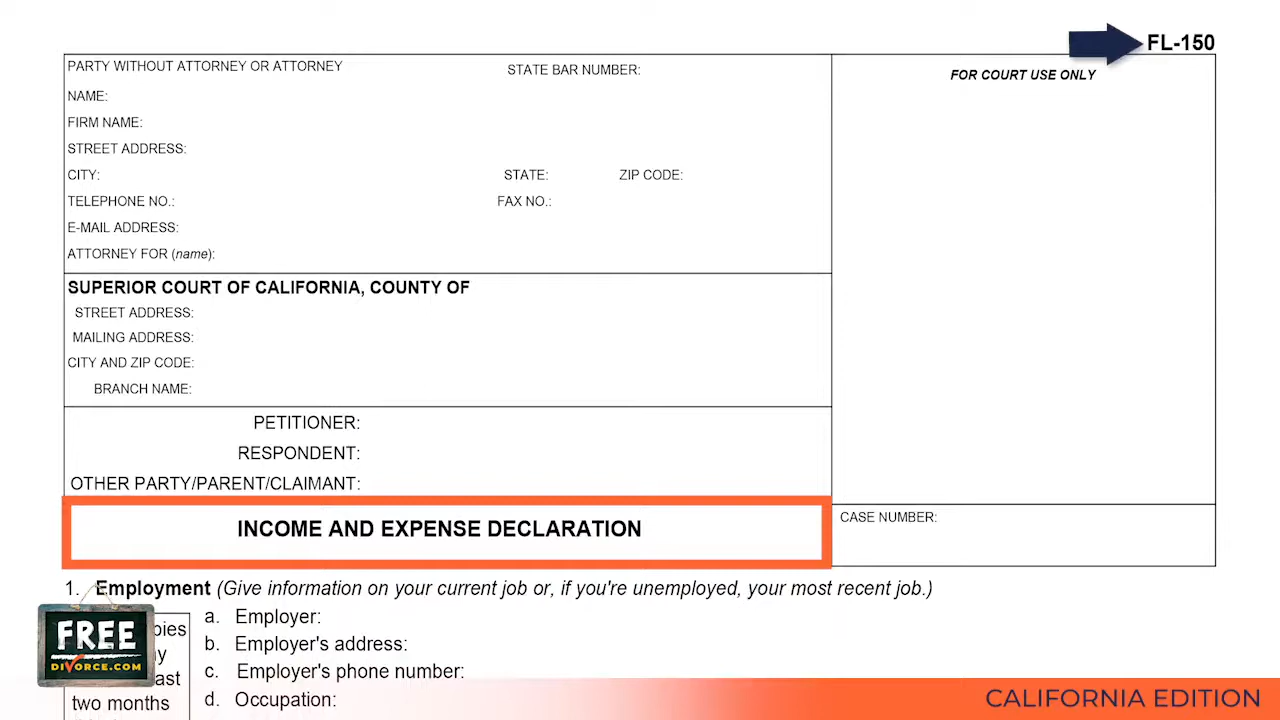 FL-150
PARTY WITHOUT ATTORNEY OR ATTORNEY STATE BAR NUMBER:
FOR COURT USE ONLY
NAME:
FIRM NAME:
STREET ADDRESS:
CITY: STATE: ZIP CODE:
TELEPHONE NO.: FAX NO.:
E-MAIL ADDRESS:
ATTORNEY FOR (name):
SUPERIOR COURT OF CALIFORNIA, COUNTY OF
STREET ADDRESS:
MAILING ADDRESS:
CITY AND ZIP CODE:
BRANCH NAME:
PETITIONER:
RESPONDENT:
OTHER PARTY/PARENT/CLAIMANT:
INCOME AND EXPENSE DECLARATION
CASE NUMBER:
1. Employment (Give information on your current job or, if you're unemployed, your most recent job.)
a. Employer:
b. Employer's address:
c. Employer's phone number:
d. Occupation:
two months
FREE
DIVORCE.COM
CALIFORNIA EDITION